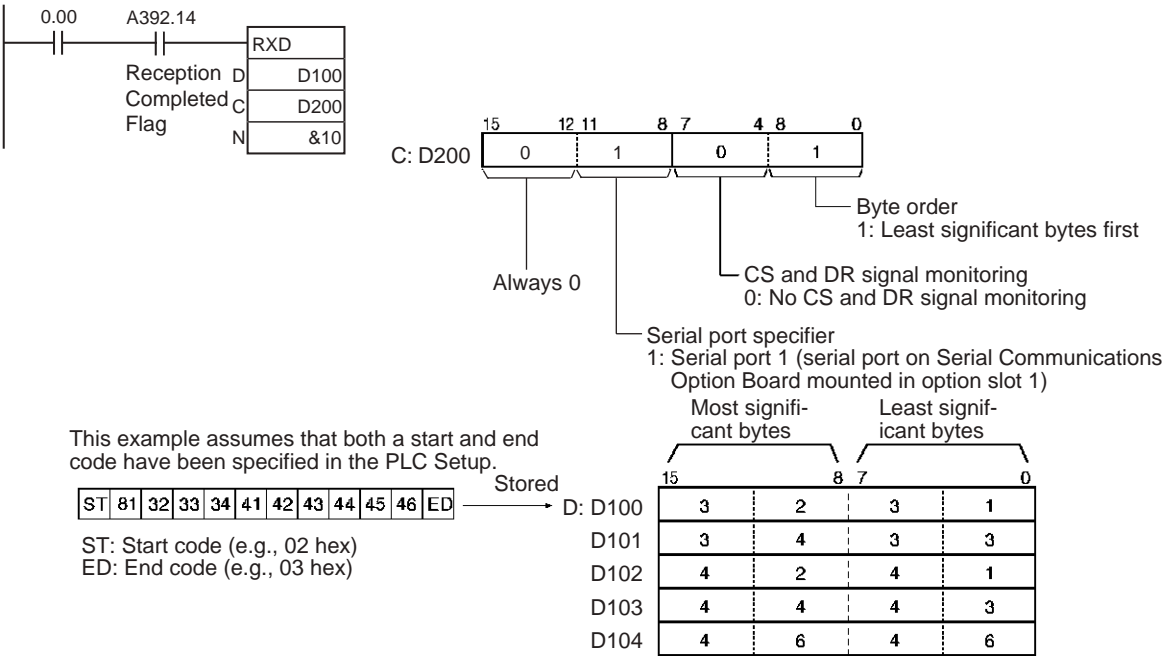 0.00 A392.14
RXD
Reception D D100
Completed C D200
Flag
N &10
15 12 11 8 7 4 8 0
C: D200 0 1 0 1
Byte order
1: Least significant bytes first
Always 0
CS and DR signal monitoring
0: No CS and DR signal monitoring
Serial port specifier
1: Serial port 1 (serial port on Serial Communications
Option Board mounted in option slot 1)
Most signifi-
cant bytes
Least signif-
icant bytes
This example assumes that both a start and end
code have been specified in the PLC Setup.
Stored
ST 81 32 33 34 41 42 43 44 45 46 ED
ST: Start code (e.g., 02 hex)
ED: End code (e.g., 03 hex)
15 8 7 0
D: D100 3 2 3 1
D101 3 4 3 3
D102 4 2 4 1
D103 4 4 4 3
D104 4 6 4 6